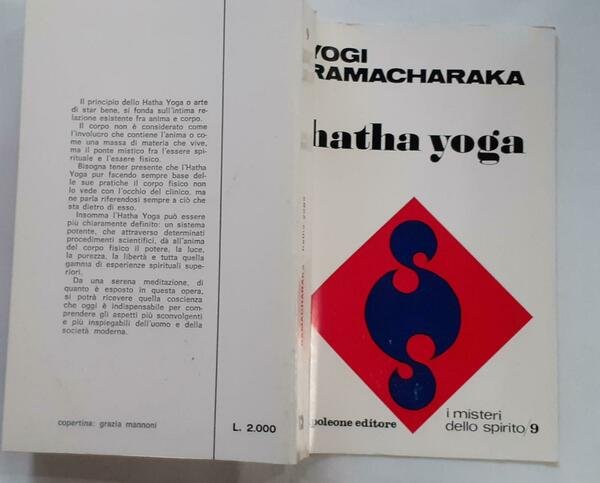 Il principio dello Hatha Yoga o arte
di star bene, si fonda sull'intima re-
lazione esistente fra anima e corpo.
Il corpo non è considerato come
l'involucro che contiene l'anima o co-
me una massa di materia che vive,
ma il ponte mistico fra l'essere spi-
rituale e l'essere fisico.
Bisogna tener presente che l'Hatha
Yoga pur facendo sempre base del-
le sue pratiche il corpo fisico non
lo vede con l'occhio del clinico, ma
ne parla riferendosi sempre a ciò che
sta dietro di esso.
Insomma l'Hatha Yoga può essere
più chiaramente definito: un sistema
potente, che attraverso determinati
procedimenti scientifici, dà all'anima
del corpo fisico il potere, la luce,
la purezza, la libertà e tutta quella
gamma di esperienze spirituali supe-
riori.
Da una serena meditazione, di
quanto è esposto in questa opera,
si potrà ricevere quella coscienza
che oggi è indispensabile per com-
prendere gli aspetti più sconvolgenti
e più inspiegabili dell'uomo e della
società moderna.
copertina: grazia mannoni
L. 2.000
RAMACHARAKA hatha yoga
YOGI
RAMACHARAKA
hatha yoga
poleone editore
i misteri
dello spirito/9